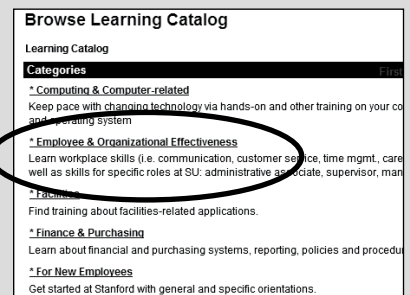 Browse Learning Catalog
Learning Catalog
Categories First
* Computing & Computer-related
Keep pace with changing technology via hands-on and other training on your co
and operating system
* Employee & Organizational Effectiveness
Learn workplace skills (i.e. communication, customer service, time mgmt., care
well as skills for specific roles at SU: administrative associate, supervisor, man
* Facilities
Find training about facilities-related applications.
* Finance & Purchasing
Learn about financial and purchasing systems, reporting, policies and procedur
* For New Employees
Get started at Stanford with general and specific orientations.